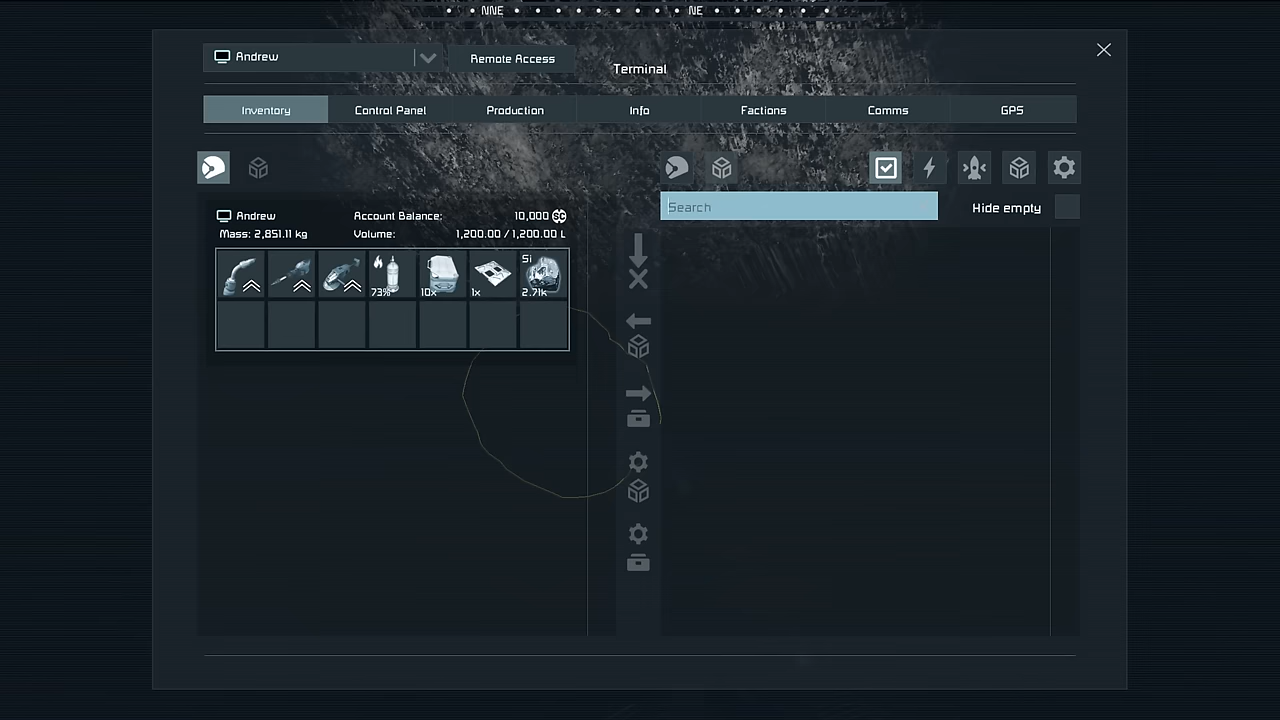 NNE NE
Andrew
Remote Access
Terminal
Inventory Control Panel Production Info Factions Comms GPS
Search
Hide empty
Andrew Account Balance: 10,000 SC
Mass: 2,851.11 kg Volume: 1,200.00 / 1,200.00 L
Si
73% 10x 1x 2.71k